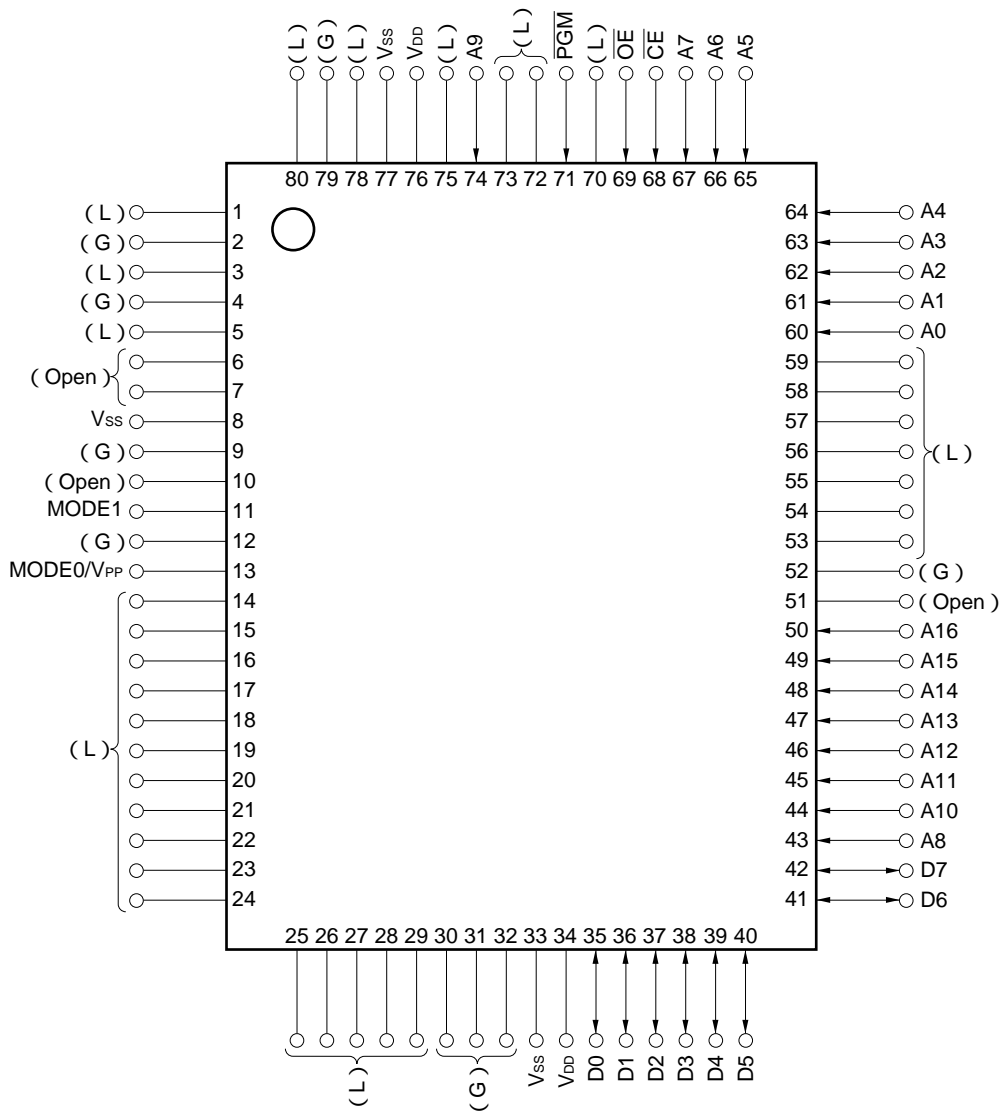 ( L )
( G )
( L )
VSS
VDD
( L )
A9
( L )
P̅G̅M̅
( L )
O̅E̅
C̅E̅
A7
A6
A5
80 79 78 77 76 75 74 73 72 71 70 69 68 67 66 65
( L ) 1
( G ) 2
( L ) 3
( G ) 4
( L ) 5
( Open )
6
7
VSS 8
( G ) 9
( Open ) 10
MODE1 11
( G ) 12
MODE0/VPP 13
( L )
14
15
16
17
18
19
20
21
22
23
24
64 A4
63 A3
62 A2
61 A1
60 A0
59
58
57
56
55
54
53
( L )
52 ( G )
51 ( Open )
50 A16
49 A15
48 A14
47 A13
46 A12
45 A11
44 A10
43 A8
42 D7
41 D6
25 26 27 28 29 30 31 32 33 34 35 36 37 38 39 40
( L )
( G )
VSS
VDD
D0
D1
D2
D3
D4
D5